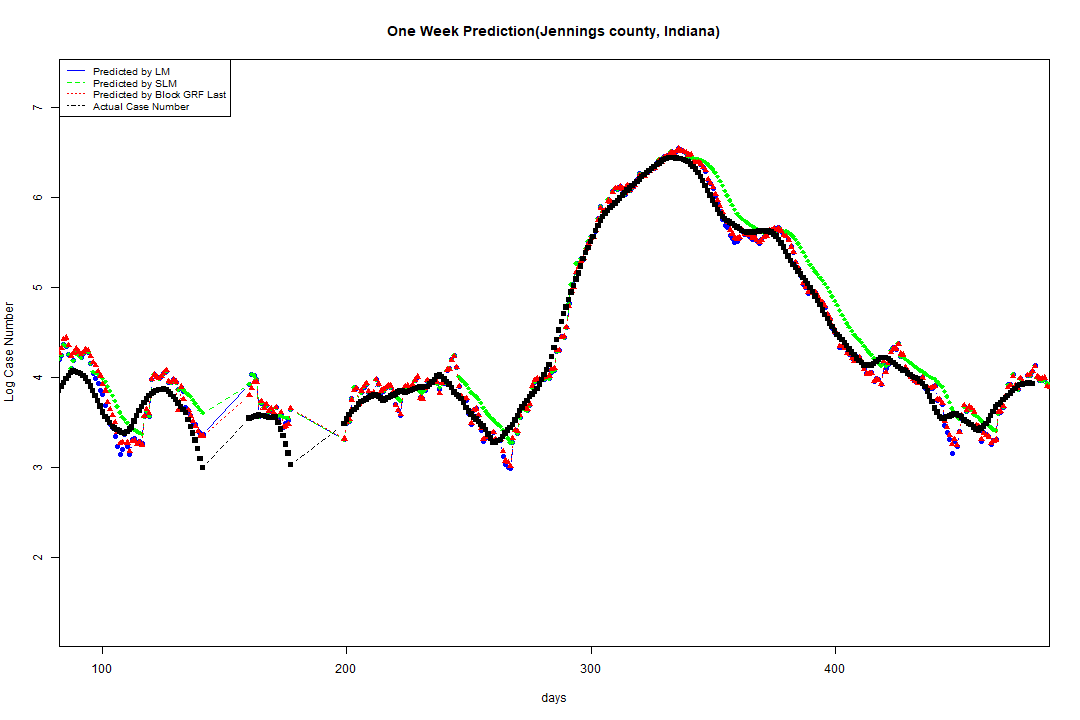 One Week Prediction(Jennings county, Indiana)
Predicted by LM
Predicted by SLM
Predicted by Block GRF Last
Actual Case Number
7
6
5
4
3
2
Log Case Number
100 200 300 400
days